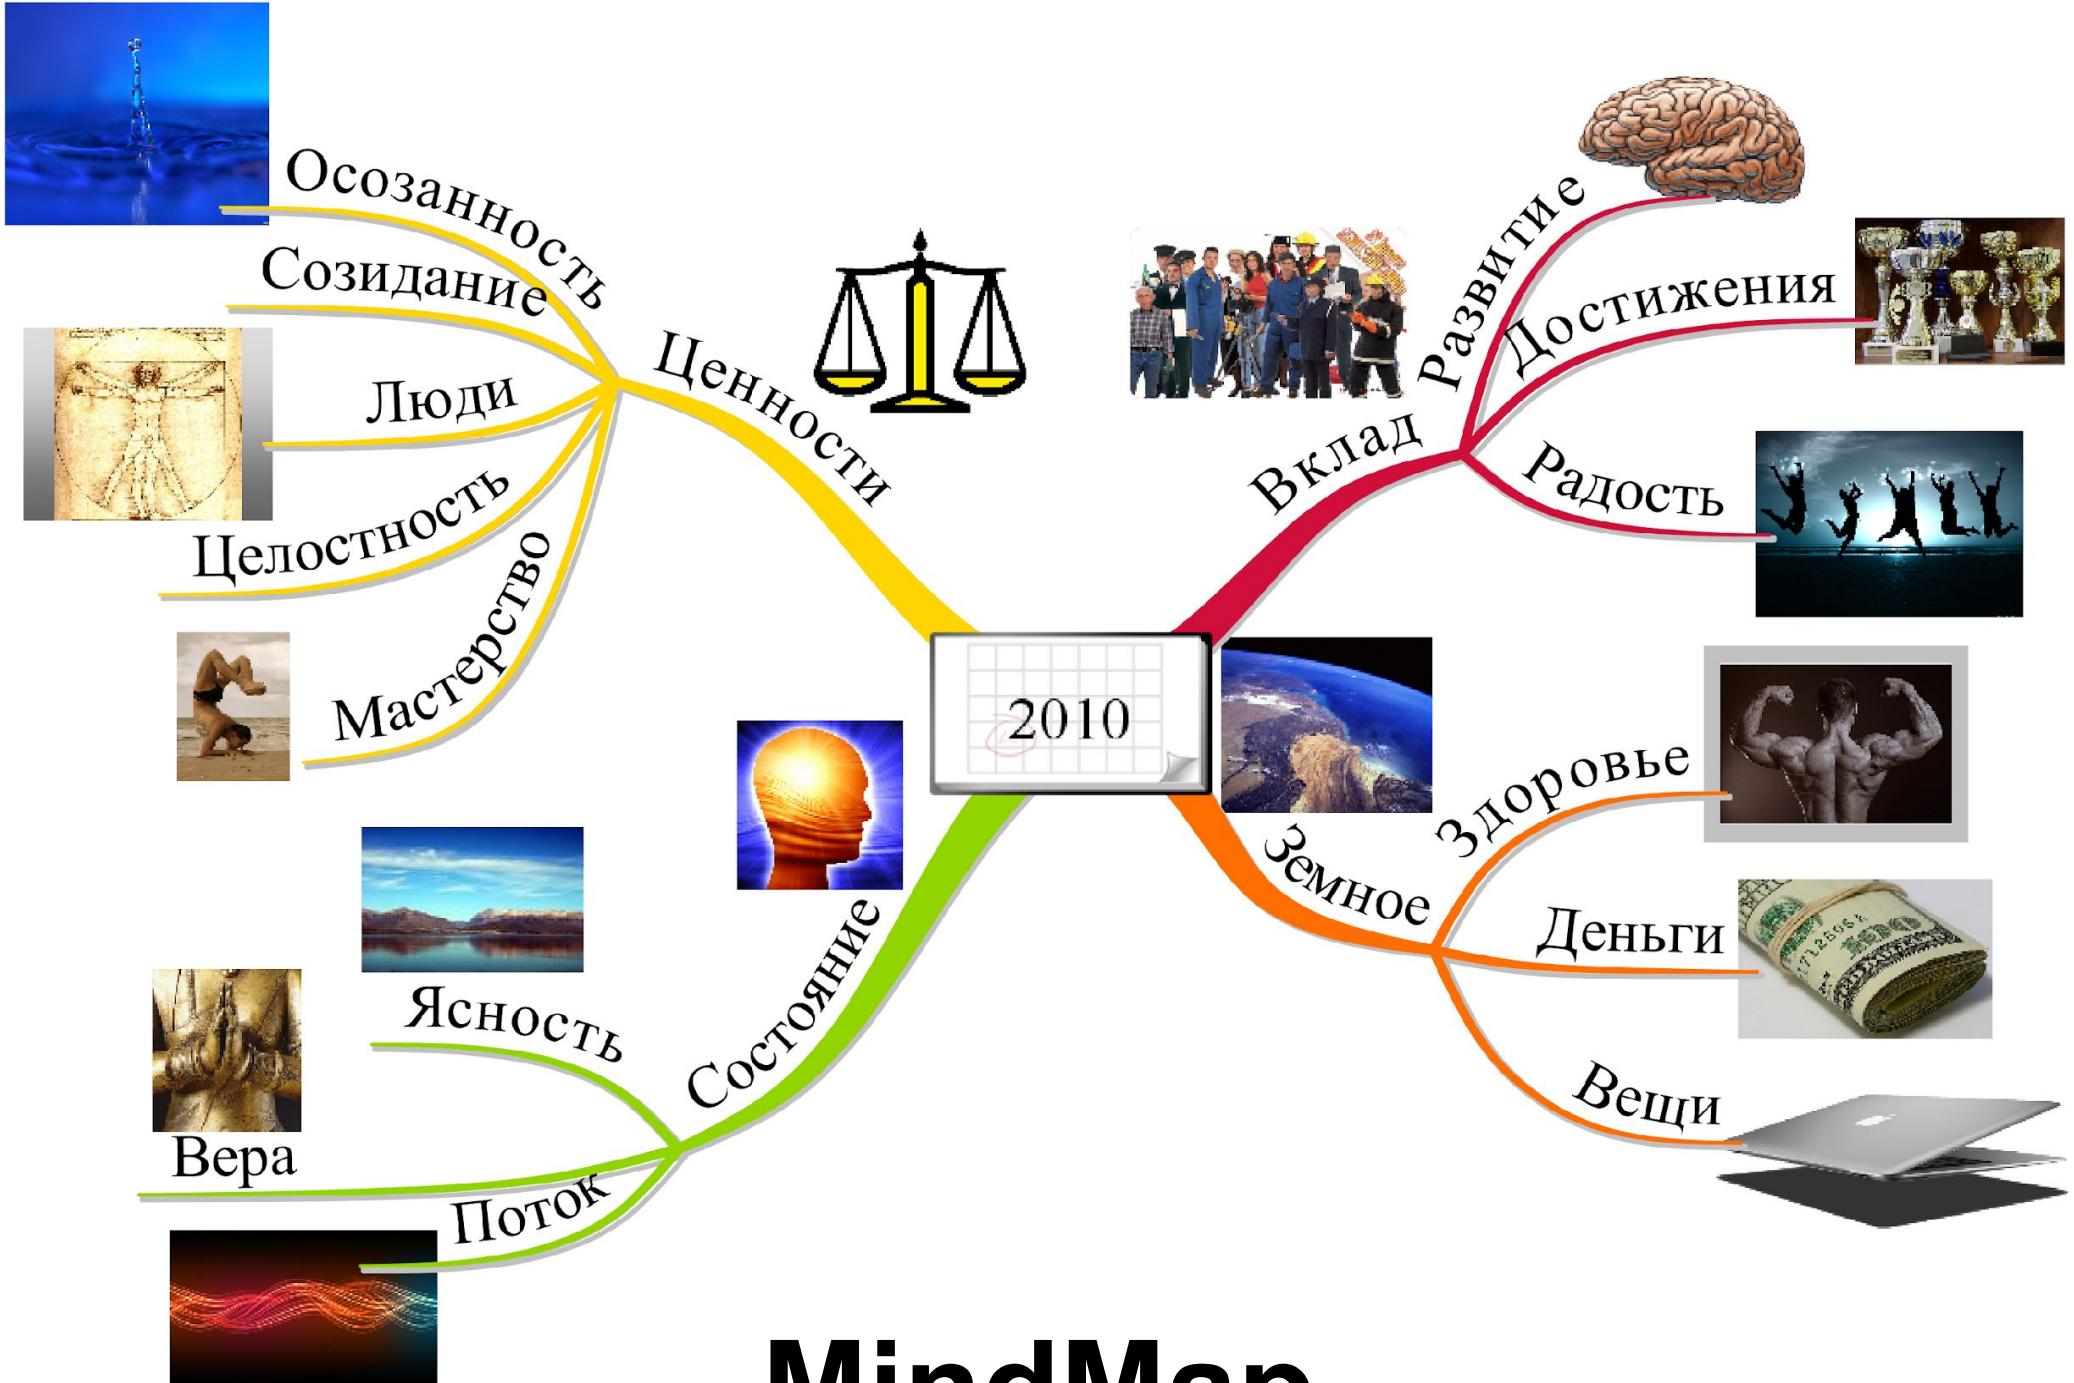 Осозанность
Созидание
Люди
Целостность
Мастерство
Ценности
Вклад
Развитие
Достижения
Радость
2010
Земное
Здоровье
Деньги
Вещи
Состояние
Ясность
Вера
Поток
MindMap